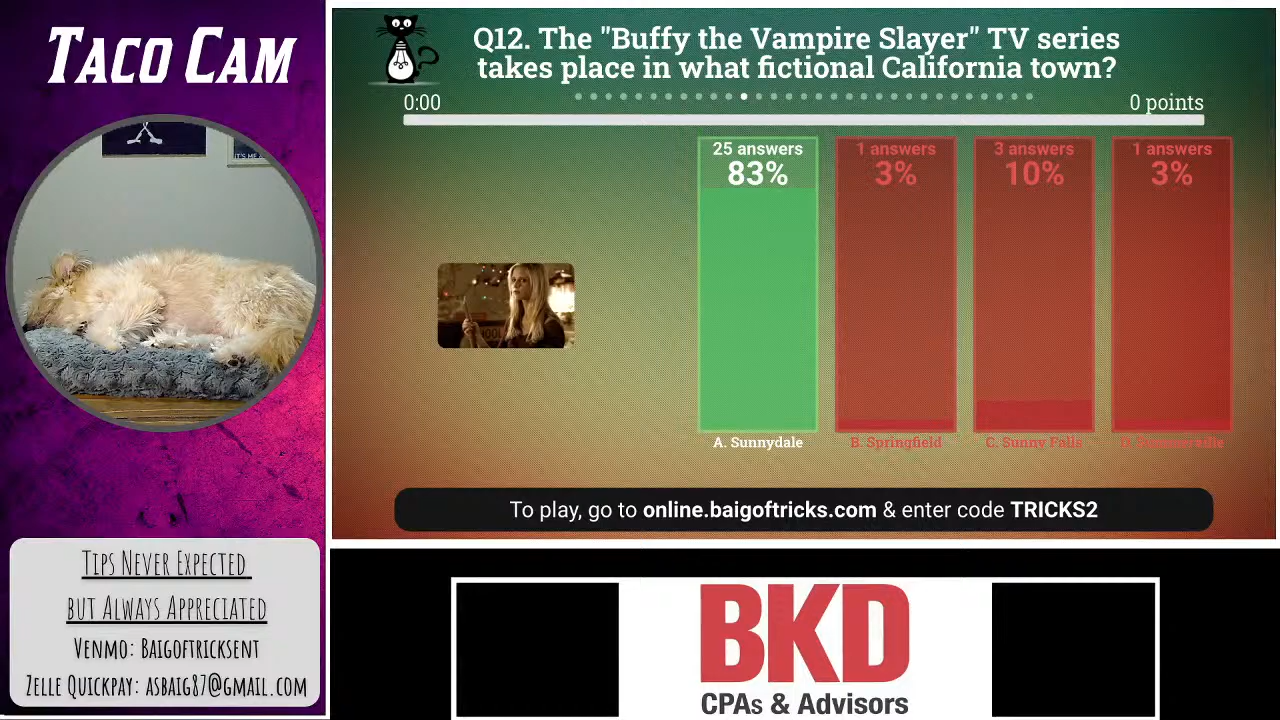 TACO CAM
Q12. The "Buffy the Vampire Slayer" TV series
takes place in what fictional California town?
0:00
0 points
25 answers
83%
1 answers
3%
3 answers
10%
1 answers
3%
A. Sunnydale
B. Springfield
C. Sunny Falls
D.
To play, go to online.baigoftricks.com & enter code TRICKS2
TIPS NEVER EXPECTED
BUT ALWAYS APPRECIATED
VENMO: BAIGOFTRICKSENT
ZELLE QUICKPAY: ASBAIG87@GMAIL.COM
BKD
CPAs & Advisors